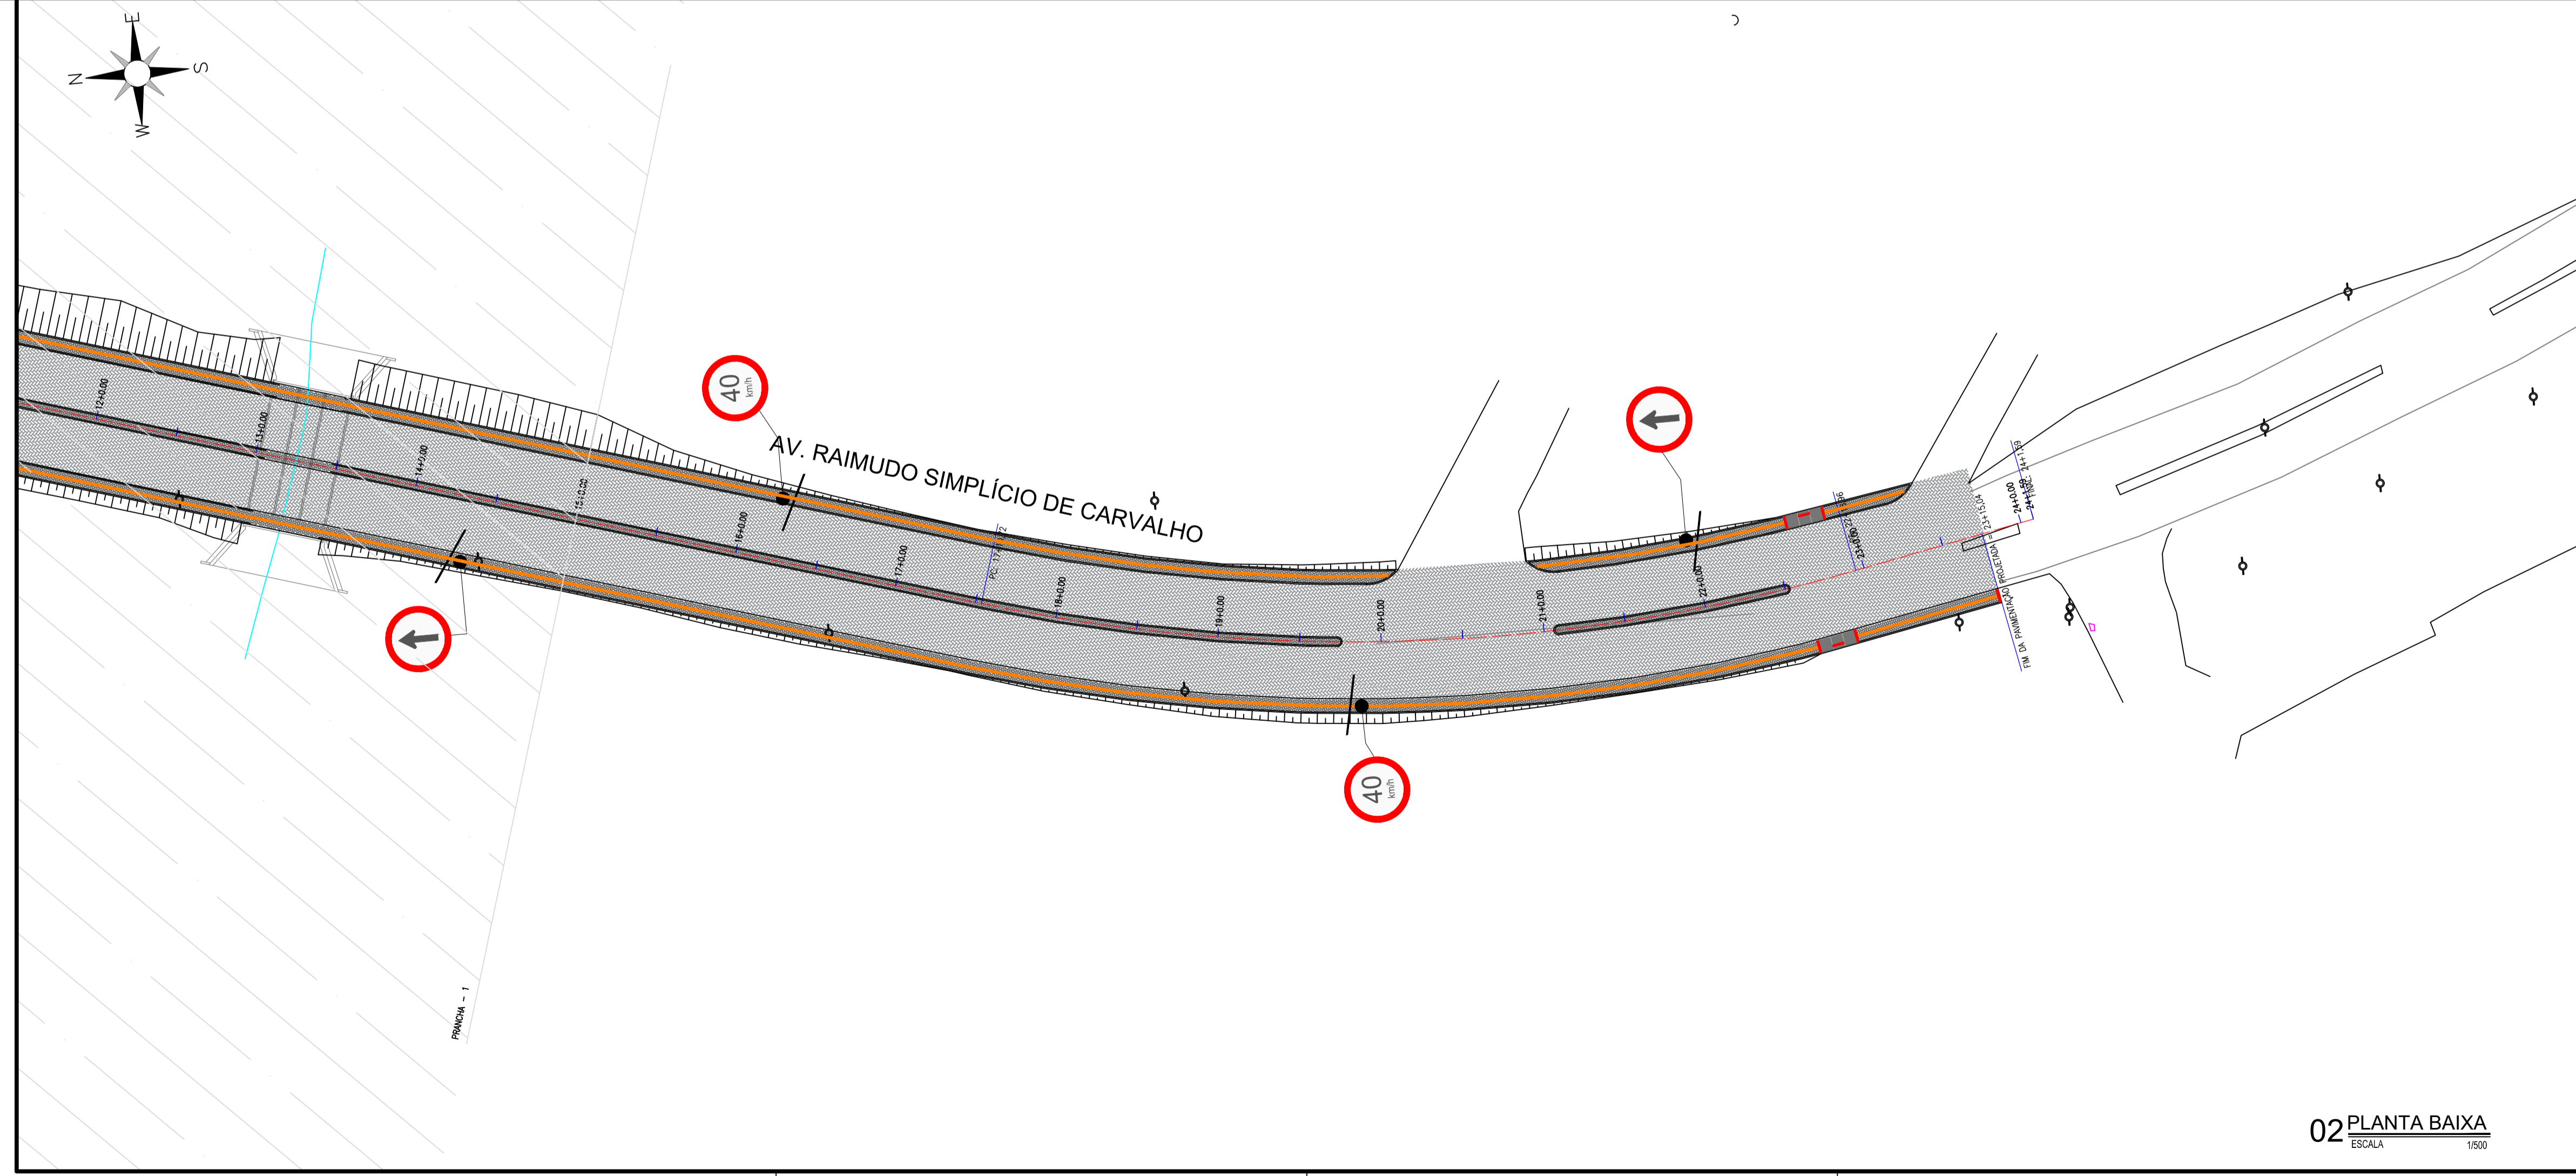 E
N
S
W
12+0.00
13+0.00
14+0.00
15+0.00
16+0.00
17+0.00
18+0.00
19+0.00
20+0.00
21+0.00
22+0.00
23+0.00
24+0.00
40
km/h
AV. RAIMUDO SIMPLÍCIO DE CARVALHO
40
km/h
FIM DA PAVIMENTAÇÃO PROJETADA = 23+15,04
PRANCHA - 1
02 PLANTA BAIXA
ESCALA 1/500